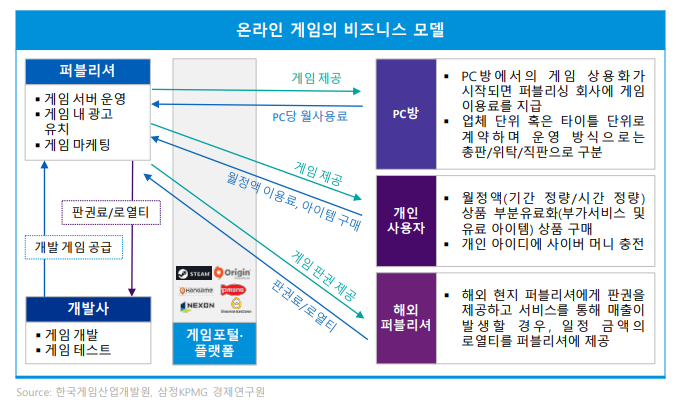 온라인 게임의 비즈니스 모델
퍼블리셔
▪ 게임 서버 운영
▪ 게임 내 광고
유치
▪ 게임 마케팅
판권료/로열티
개발 게임 공급
개발사
▪ 게임 개발
▪ 게임 테스트
STEAM
Origin
HANGAME
pmang
NEXON
게임포털·
플랫폼
게임 제공
PC당 월사용료
게임 제공
월정액 이용료, 아이템 구매
게임 판권 제공
판권료/로열티
PC방
▪ PC방에서의 게임 상용화가
시작되면 퍼블리싱 회사에 게임
이용료를 지급
▪ 업체 단위 혹은 타이틀 단위로
계약하며 운영 방식으로는
총판/위탁/직판으로 구분
개인
사용자
▪ 월정액(기간 정량/시간 정량)
상품 부분유료화(부가서비스 및
유료 아이템) 상품 구매
▪ 개인 아이디에 사이버 머니 충전
해외
퍼블리셔
▪ 해외 현지 퍼블리셔에게 판권을
제공하고 서비스를 통해 매출이
발생할 경우, 일정 금액의
로열티를 퍼블리셔에 제공
Source: 한국게임산업개발원, 삼정KPMG 경제연구원